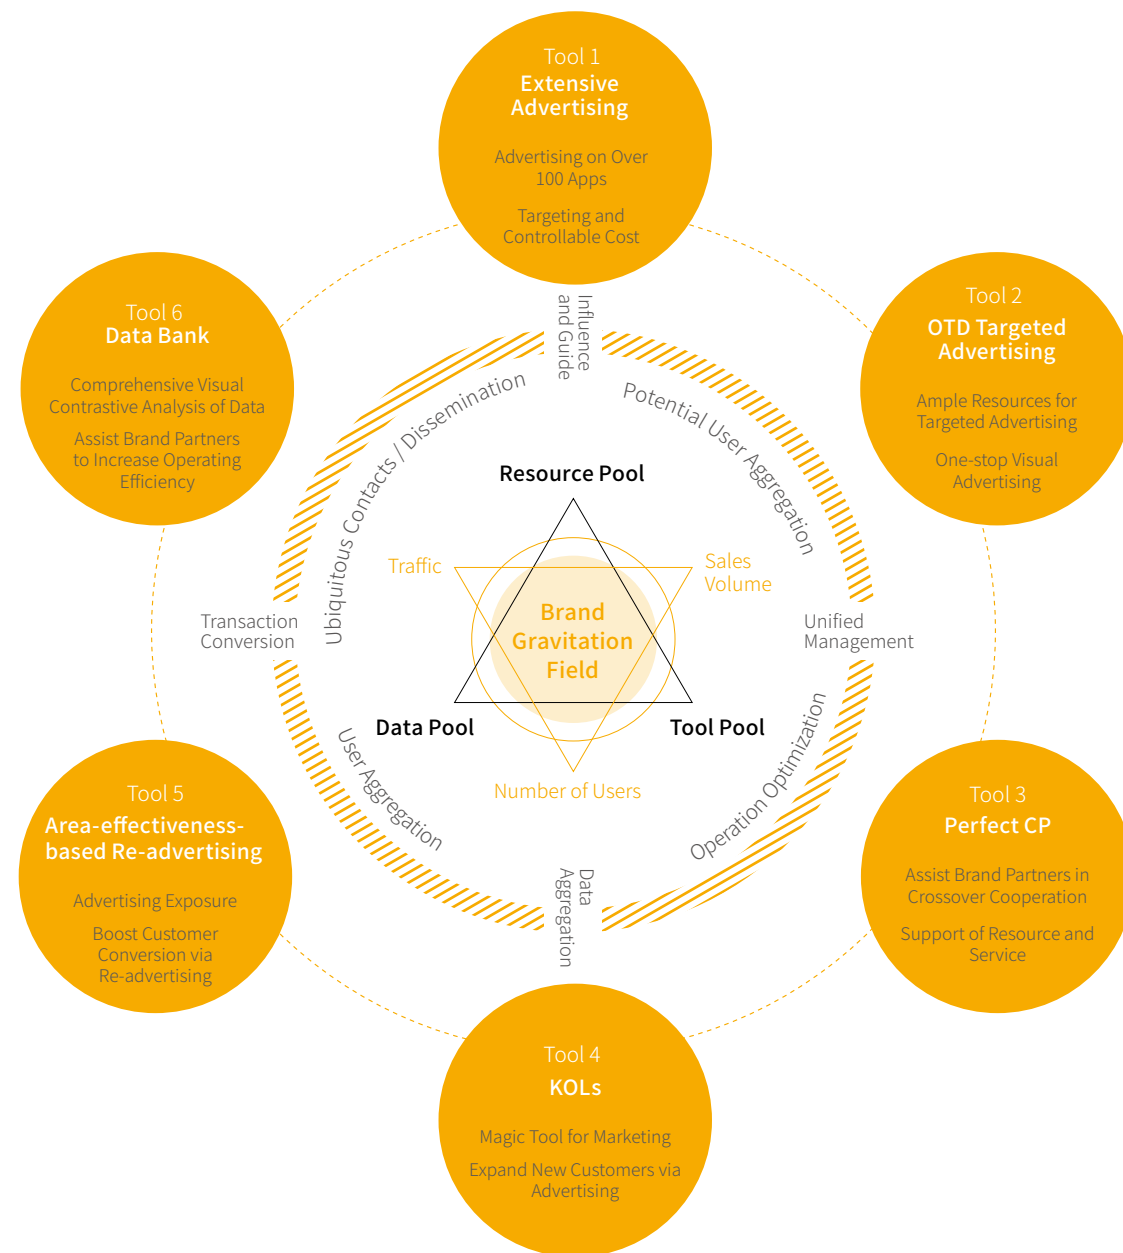 Tool 1
Extensive
Advertising
Advertising on Over
100 Apps
Targeting and
Controllable Cost
Tool 2
OTD Targeted
Advertising
Ample Resources for
Targeted Advertising
One-stop Visual
Advertising
Tool 3
Perfect CP
Assist Brand Partners in
Crossover Cooperation
Support of Resource and
Service
Tool 4
KOLs
Magic Tool for Marketing
Expand New Customers via
Advertising
Tool 5
Area-effectiveness-
based Re-advertising
Advertising Exposure
Boost Customer
Conversion via
Re-advertising
Tool 6
Data Bank
Comprehensive Visual
Contrastive Analysis of Data
Assist Brand Partners
to Increase Operating
Efficiency
Influence
and Guide
Potential User Aggregation
Unified
Management
Operation Optimization
Data
Aggregation
User Aggregation
Transaction
Conversion
Ubiquitous Contacts / Dissemination
Resource Pool
Traffic
Sales
Volume
Brand
Gravitation
Field
Data Pool
Tool Pool
Number of Users